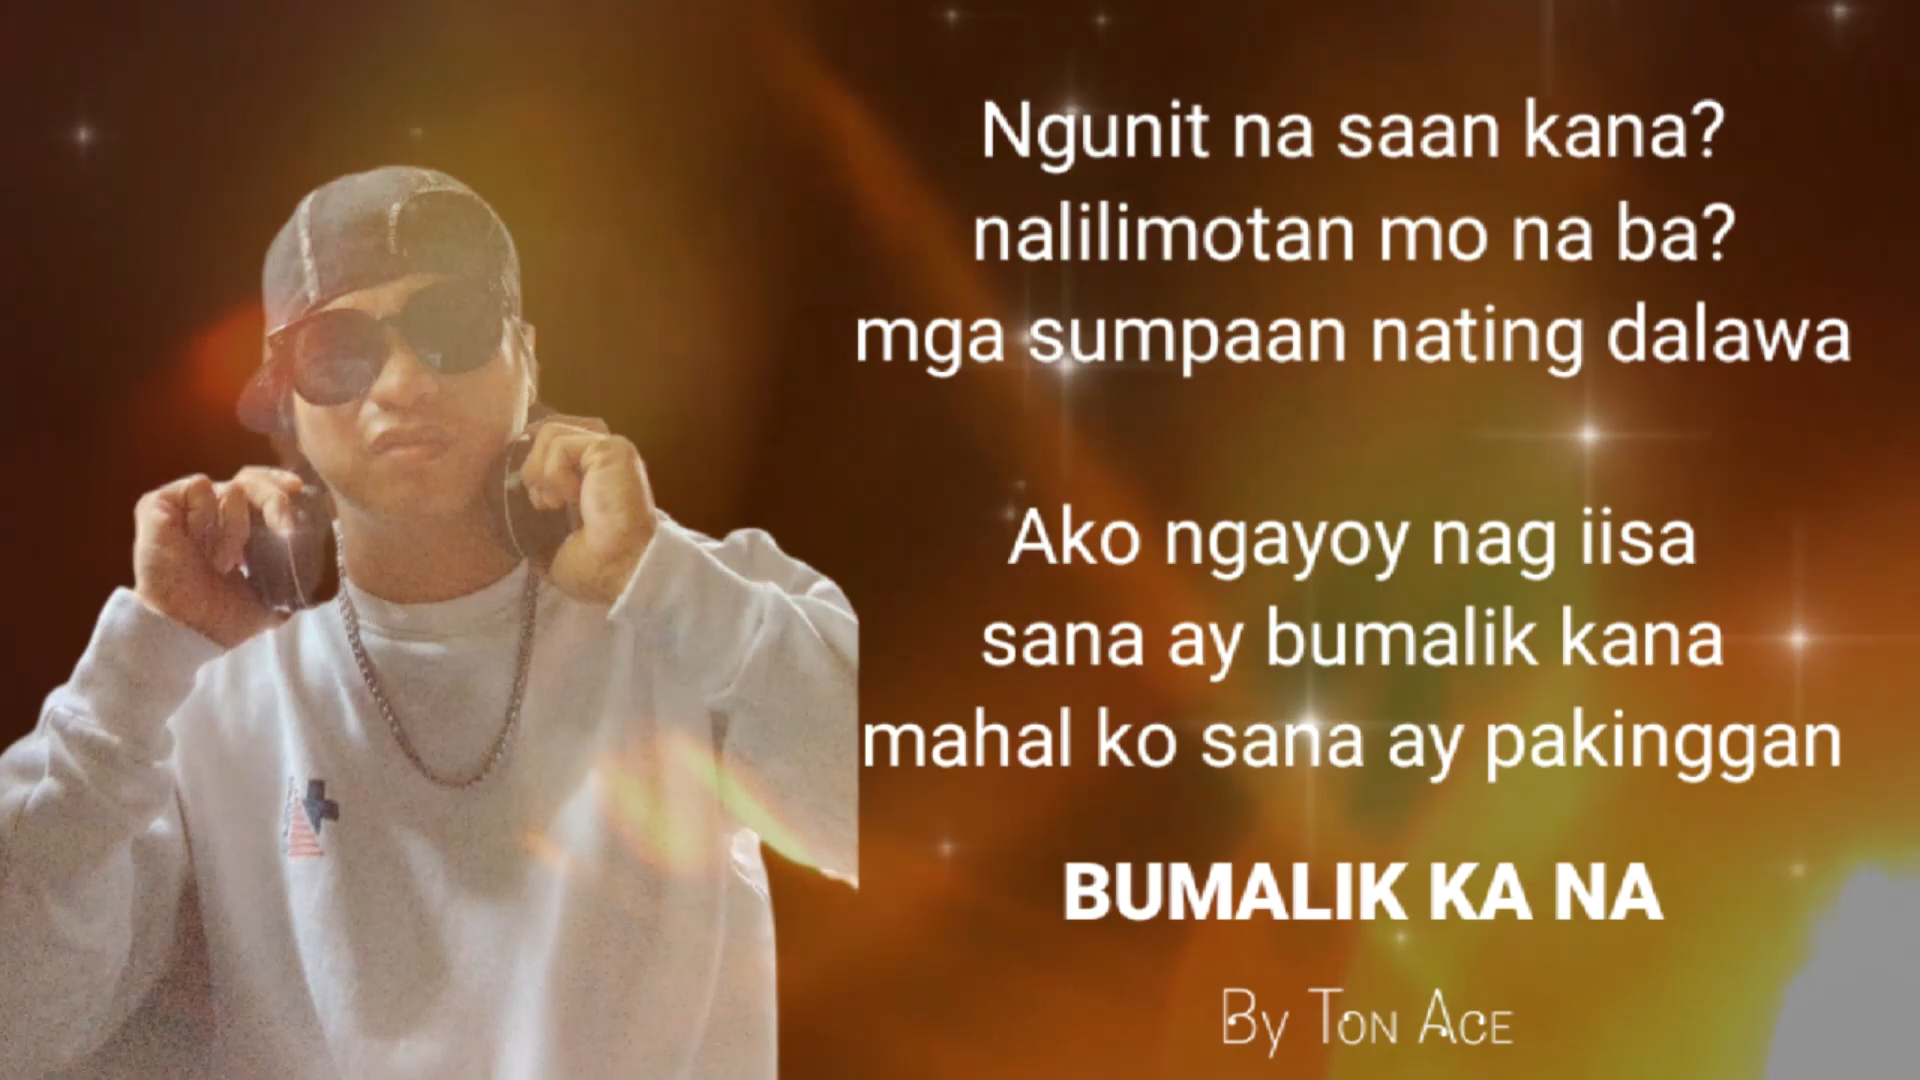 Ngunit na saan kana?
nalilimotan mo na ba?
mga sumpaan nating dalawa
Ako ngayoy nag iisa
sana ay bumalik kana
mahal ko sana ay pakinggan
BUMALIK KA NA
By Ton Ace